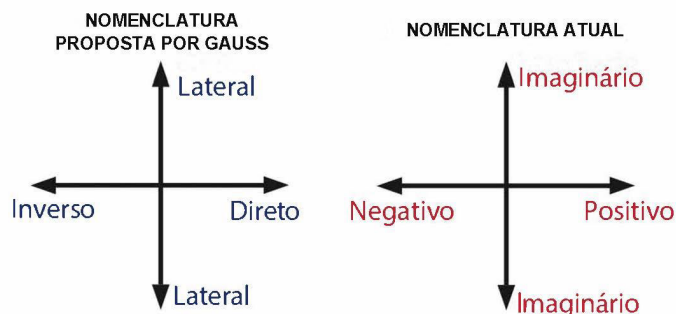 NOMENCLATURA
PROPOSTA POR GAUSS
Lateral
Inverso
Direto
Lateral
NOMENCLATURA ATUAL
Imaginário
Negativo
Positivo
Imaginário